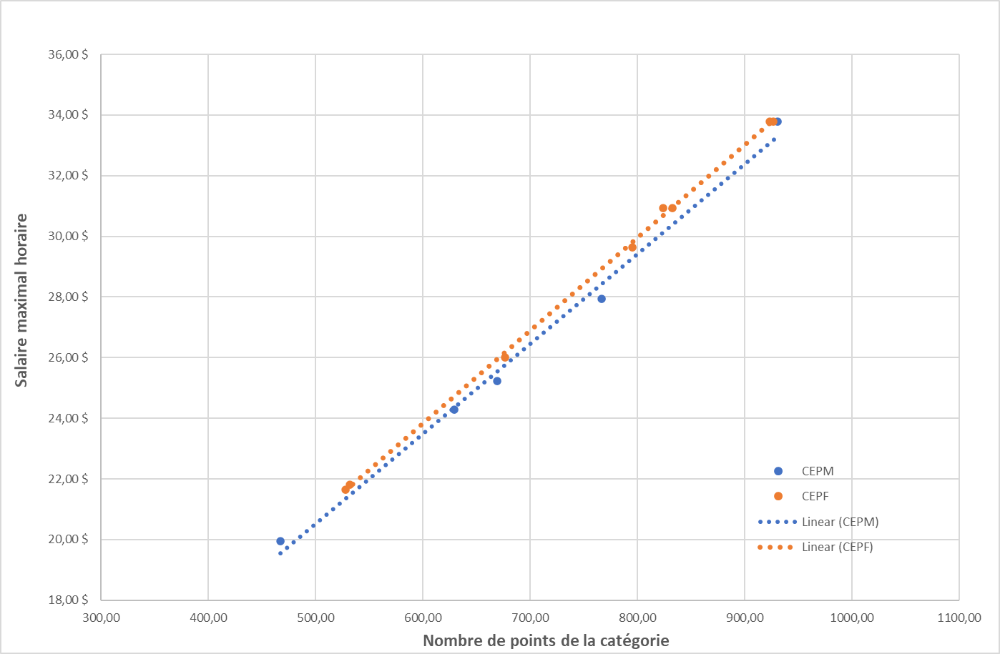 36,00 $
34,00 $
32,00 $
30,00 $
28,00 $
26,00 $
24,00 $
22,00 $
20,00 $
18,00 $
Salaire maximal horaire
CEPM
CEPF
Linear (CEPM)
Linear (CEPF)
300,00 400,00 500,00 600,00 700,00 800,00 900,00 1000,00 1100,00
Nombre de points de la catégorie